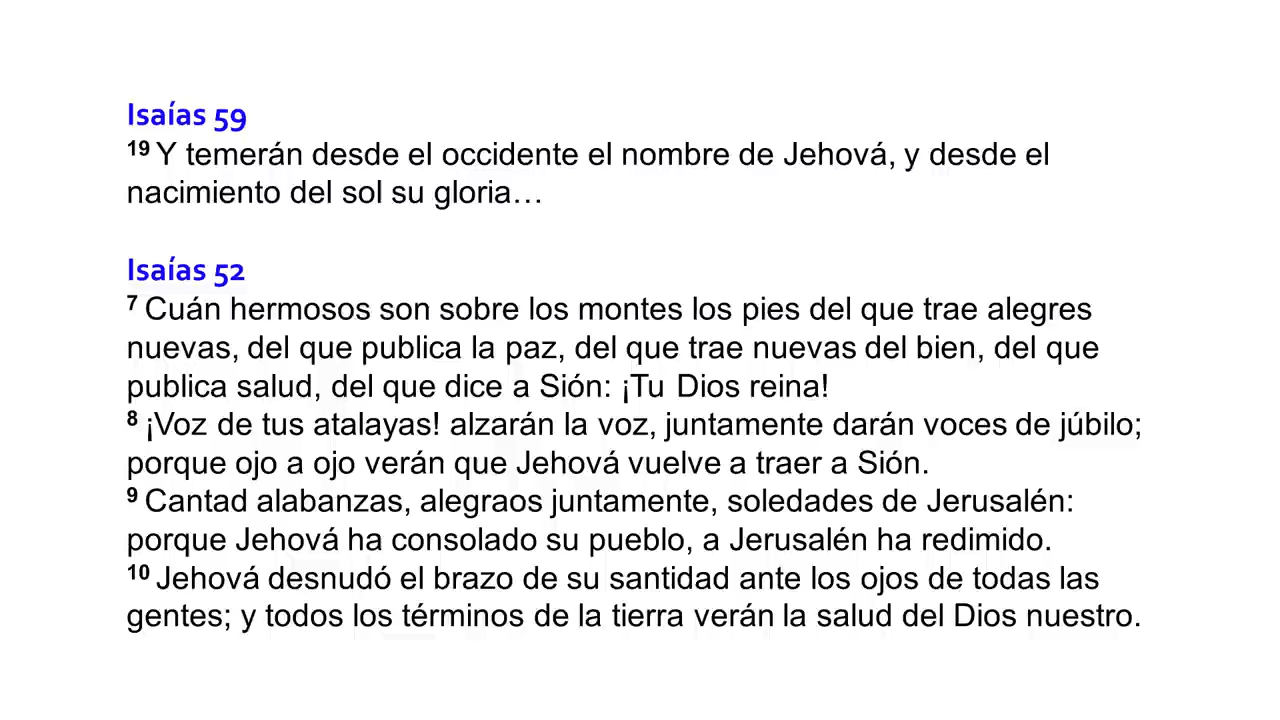 Isaías 59
19 Y temerán desde el occidente el nombre de Jehová, y desde el
nacimiento del sol su gloria…
Isaías 52
7 Cuán hermosos son sobre los montes los pies del que trae alegres
nuevas, del que publica la paz, del que trae nuevas del bien, del que
publica salud, del que dice a Sión: ¡Tu Dios reina!
8 ¡Voz de tus atalayas! alzarán la voz, juntamente darán voces de júbilo;
porque ojo a ojo verán que Jehová vuelve a traer a Sión.
9 Cantad alabanzas, alegraos juntamente, soledades de Jerusalén:
porque Jehová ha consolado su pueblo, a Jerusalén ha redimido.
10 Jehová desnudó el brazo de su santidad ante los ojos de todas las
gentes; y todos los términos de la tierra verán la salud del Dios nuestro.